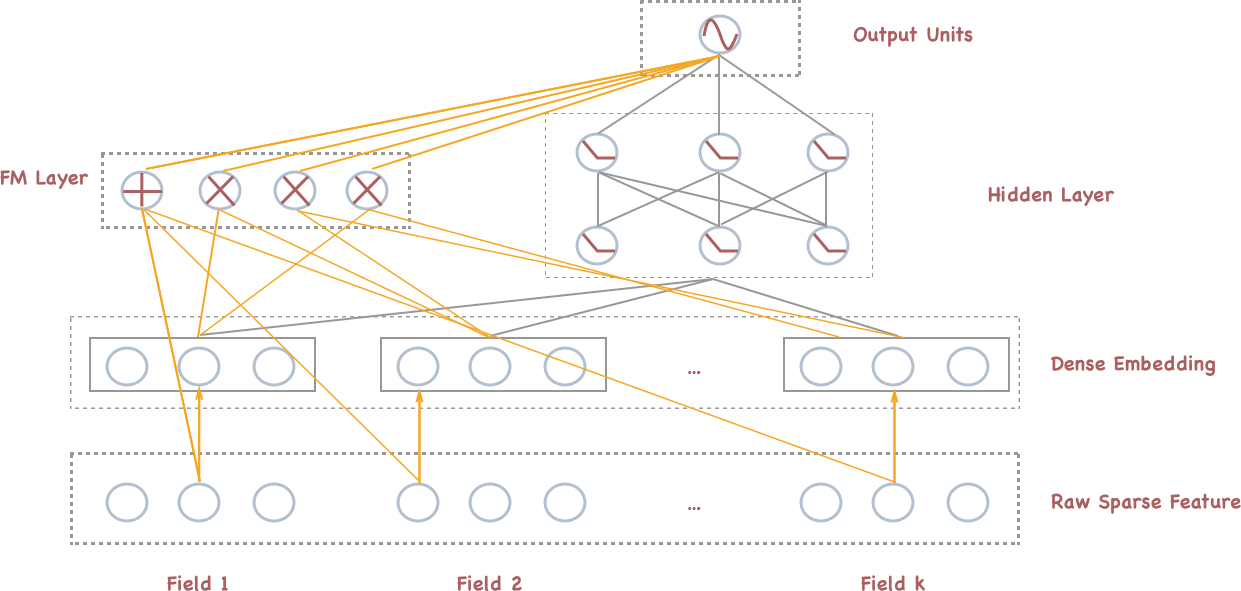 Output Units
FM Layer
Hidden Layer
Dense Embedding
...
Raw Sparse Feature
...
Field 1
Field 2
Field k